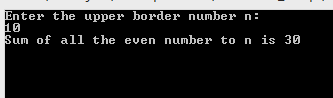 Enter the upper border number n:
10
Sum of all the even number to n is 30